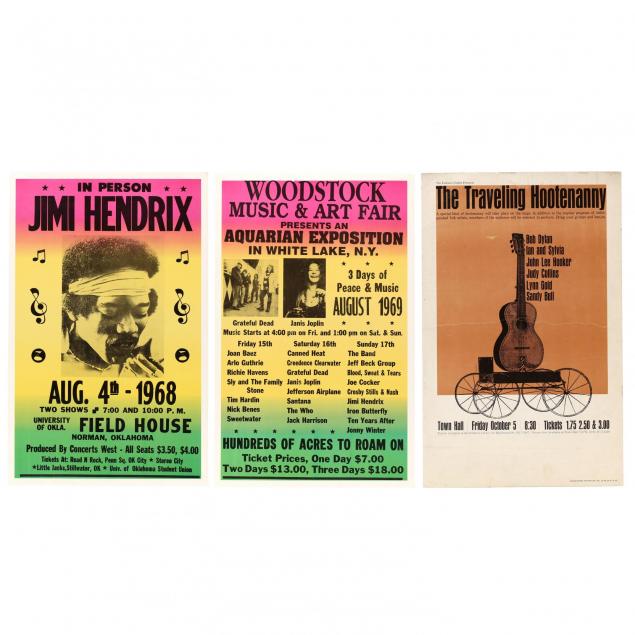 IN PERSON
JIMI HENDRIX
AUG. 4th - 1968
TWO SHOWS 7:00 AND 10:00 P. M.
UNIVERSITY OF OKLA. FIELD HOUSE
NORMAN, OKLAHOMA
Produced By Concerts West - All Seats $3.50, $4.00
Tickets At: Read N Rock, Penn Sq. OK City * Stereo City
*Little Jacks, Stillwater, OK * Univ. of Oklahoma Student Union
WOODSTOCK
MUSIC & ART FAIR
PRESENTS AN
AQUARIAN EXPOSITION
IN WHITE LAKE, N.Y.
3 Days of
Peace & Music
AUGUST 1969
Grateful Dead Janis Joplin
Music Starts at 4:00 pm on Fri. and 1:00 pm on Sat. & Sun.
Friday 15th Saturday 16th Sunday 17th
Joan Baez Canned Heat The Band
Arlo Guthrie Creedence Clearwater Jeff Beck Group
Richie Havens Grateful Dead Blood, Sweat & Tears
Sly and The Family Stone Janis Joplin Joe Cocker
Jefferson Airplane Crosby Stills & Nash
Tim Hardin Santana Jimi Hendrix
Nick Benes The Who Iron Butterfly
Sweetwater Jack Harrison Ten Years After
Jonny Winter
HUNDREDS OF ACRES TO ROAM ON
Ticket Prices, One Day $7.00
Two Days $13.00, Three Days $18.00
The Traveling Hootenanny
Bob Dylan
Ian and Sylvia
John Lee Hooker
Judy Collins
Lynn Gold
Sandy Bull
Town Hall Friday October 5 8:30 Tickets 1.75 2.50 & 3.00